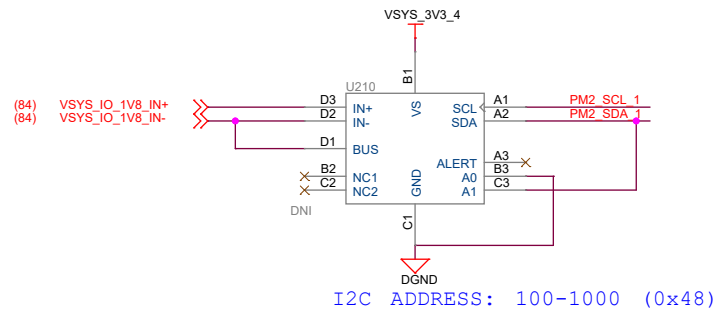 VSYS_3V3_4
U210
B1
(84) VSYS_IO_1V8_IN+ D3 IN+ VS SCL A1 PM2_SCL_1
(84) VSYS_IO_1V8_IN- D2 IN- SDA A2 PM2_SDA_1
D1 BUS
ALERT A3
B2 NC1 A0 B3
C2 NC2 GND A1 C3
DNI
C1
DGND
I2C ADDRESS: 100-1000 (0x48)